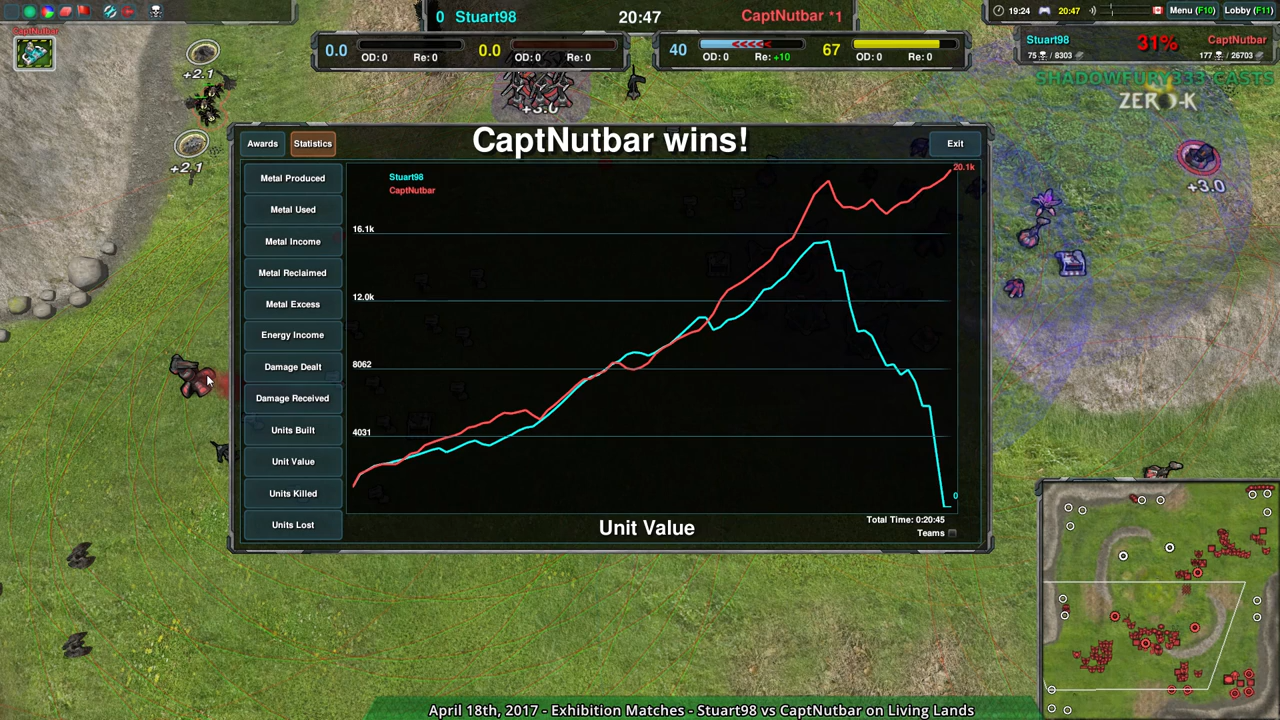 CaptNutbar
0 Stuart98
20:47
CaptNutbar *1
19:24
20:47
Menu (F10)
Lobby (F11)
0.0
OD: 0
Re: 0
0.0
OD: 0
Re: 0
40
OD: 0
Re: +10
67
OD: 0
Re: 0
Stuart98
31%
CaptNutbar
75 / 8303
177 / 26703
SHADOWFURY333 CASTS
ZERO-K
+2.1
+3.0
+2.1
+3.0
Awards
Statistics
CaptNutbar wins!
Exit
Metal Produced
Metal Used
Metal Income
Metal Reclaimed
Metal Excess
Energy Income
Damage Dealt
Damage Received
Units Built
Unit Value
Units Killed
Units Lost
Stuart98
CaptNutbar
20.1k
16.1k
12.0k
8062
4031
0
Unit Value
Total Time: 0:20:45
Teams
April 18th, 2017 - Exhibition Matches - Stuart98 vs CaptNutbar on Living Lands